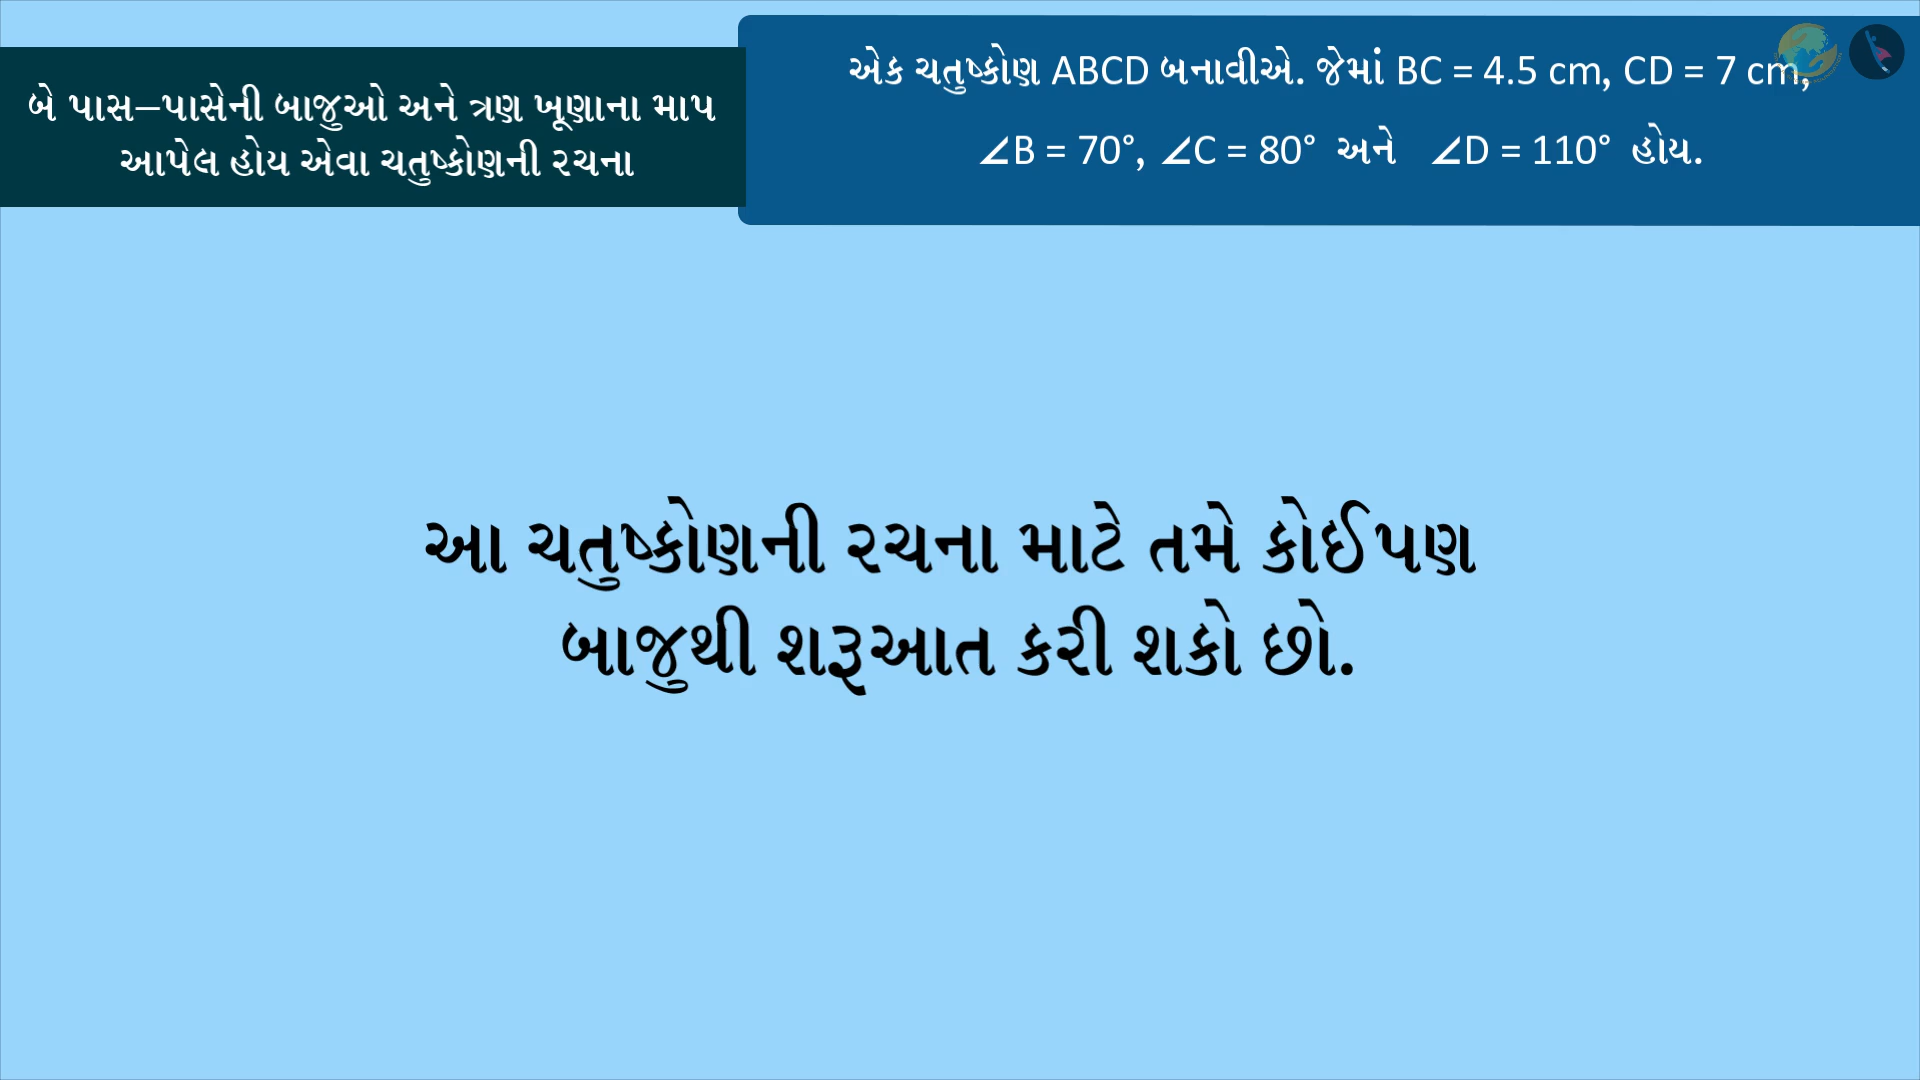 બે પાસ–પાસેની બાજુઓ અને ત્રણ ખૂણાના માપ
આપેલ હોય એવા ચતુષ્કોણની રચના
એક ચતુષ્કોણ ABCD બનાવીએ. જેમાં BC = 4.5 cm, CD = 7 cm,
∠B = 70°, ∠C = 80° અને ∠D = 110° હોય.
આ ચતુષ્કોણની રચના માટે તમે કોઈપણ
બાજુથી શરૂઆત કરી શકો છો.